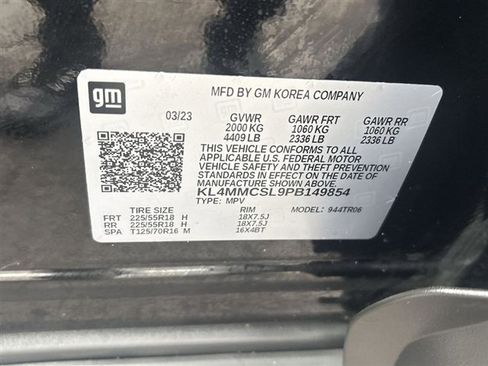 gm
MFD BY GM KOREA COMPANY
03/23 GVWR GAWR FRT GAWR RR
2000 KG 1060 KG 1060 KG
4409 LB 2336 LB 2336 LB
THIS VEHICLE CONFORMS TO ALL
APPLICABLE U.S. FEDERAL MOTOR
VEHICLE SAFETY AND THEFT PREVENTION
STANDARDS IN EFFECT ON THE DATE
OF MANUFACTURE SHOWN ABOVE.
KL4MMCSL9PB149854
TYPE: MPV MODEL: 944TR06
TIRE SIZE RIM
FRT 225/55R18 H 18X7.5J
RR 225/55R18 H 18X7.5J
SPA T125/70R16 M 16X4BT